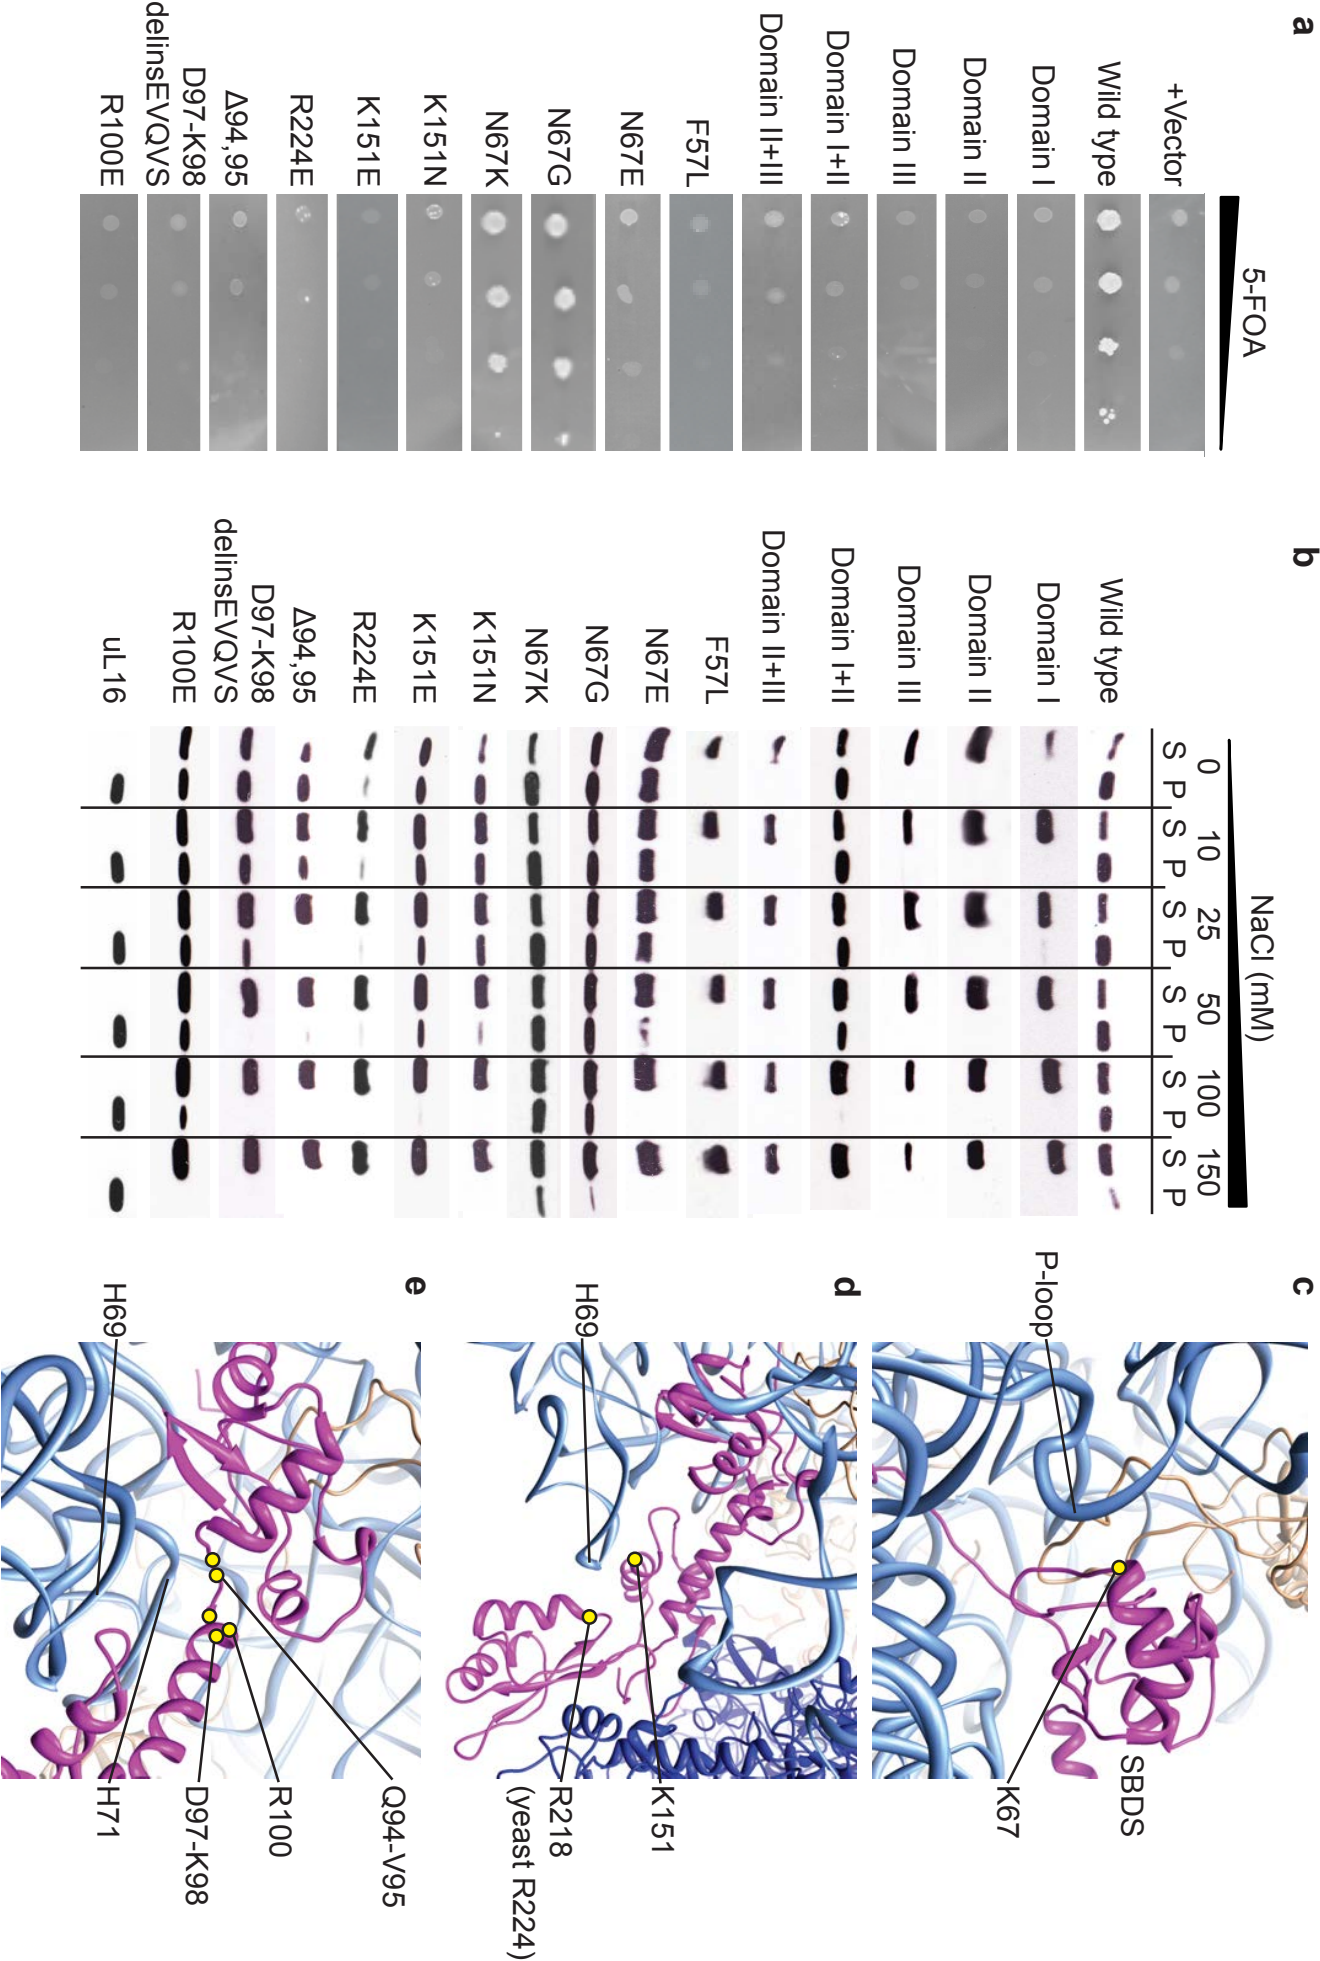 a
5-FOA
+Vector
Wild type
Domain I
Domain II
Domain III
Domain I+II
Domain II+III
F57L
N67E
N67G
N67K
K151N
K151E
R224E
Δ94,95
D97-K98
delinsEVQVS
R100E
b
NaCl (mM)
0 10 25 50 100 150
S P S P S P S P S P S P
Wild type
Domain I
Domain II
Domain III
Domain I+II
Domain II+III
F57L
N67E
N67G
N67K
K151N
K151E
R224E
Δ94,95
D97-K98
delinsEVQVS
R100E
uL16
c
P-loop
SBDS
K67
d
H69
K151
R218
(yeast R224)
e
H69
Q94-V95
R100
D97-K98
H71